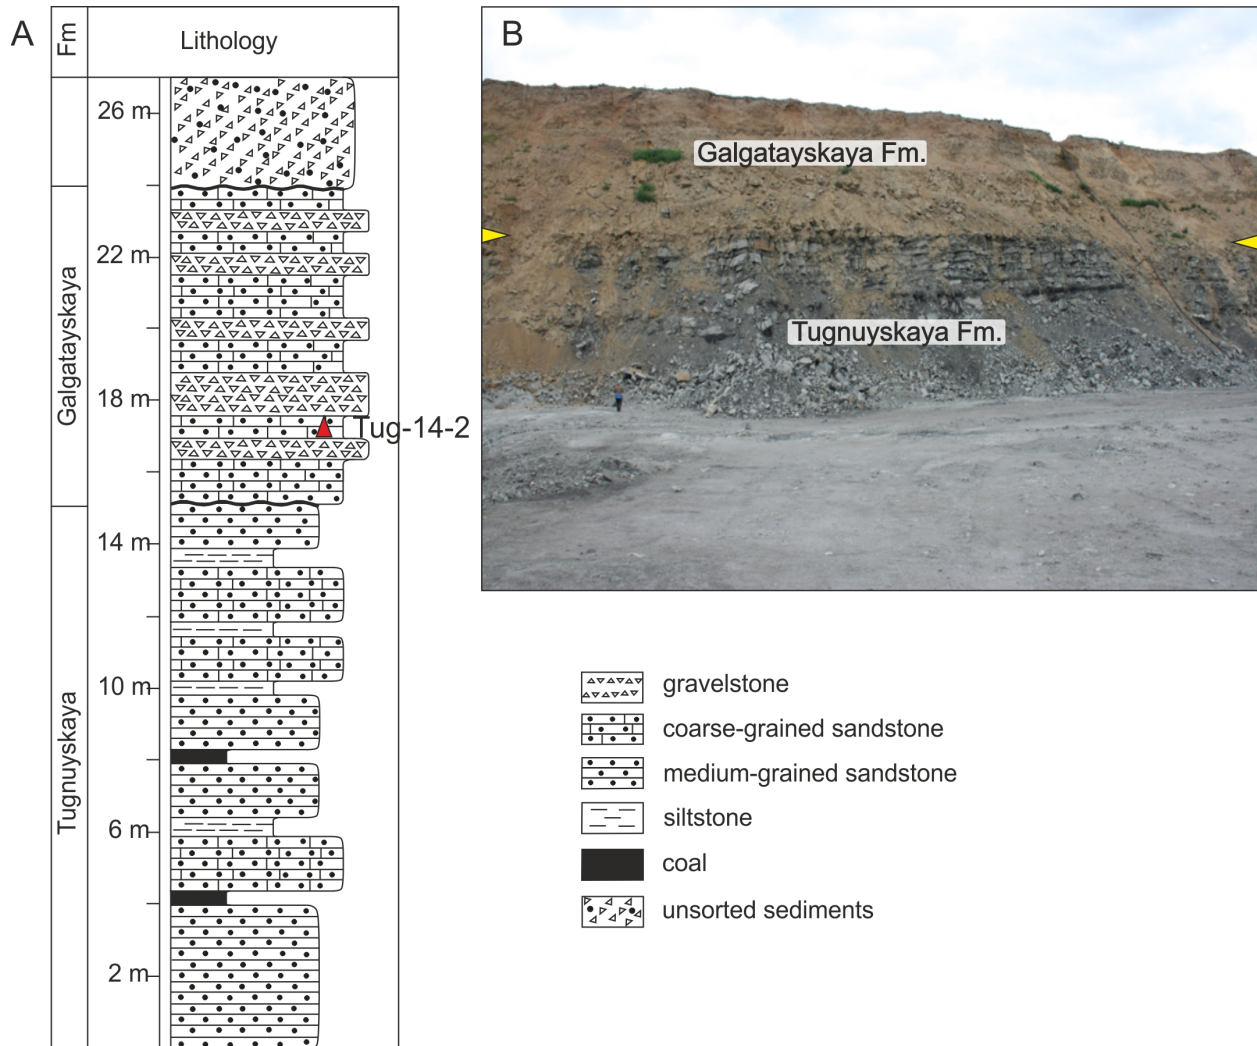 A
Fm
Lithology
26 m
22 m
18 m
14 m
10 m
6 m
2 m
Galgatayskaya
Tugnuyskaya
Tug-14-2
B
Galgatayskaya Fm.
Tugnuyskaya Fm.
gravelstone
coarse-grained sandstone
medium-grained sandstone
siltstone
coal
unsorted sediments